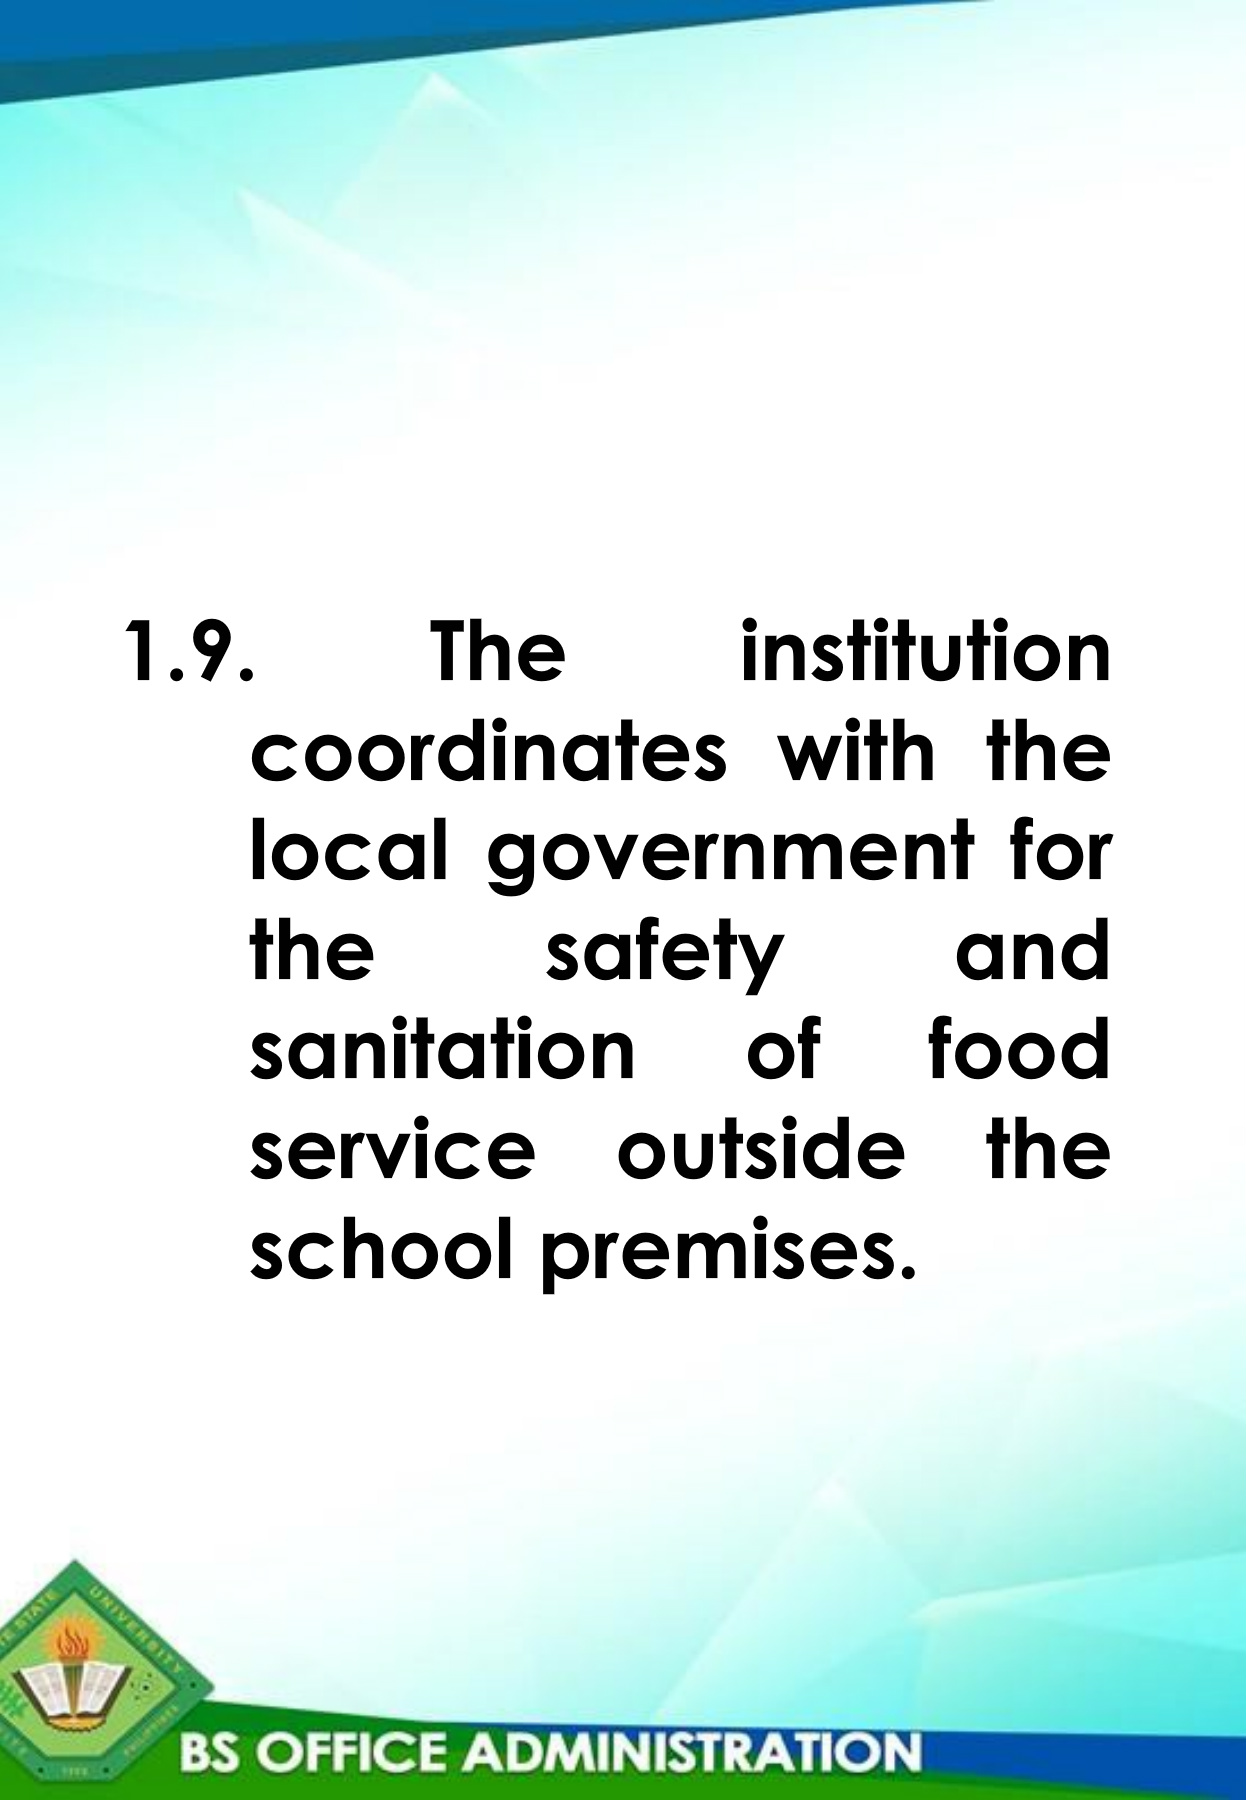 1.9. The institution
coordinates with the
local government for
the safety and
sanitation of food
service outside the
school premises.
UNIVERSITY
BS OFFICE ADMINISTRATION